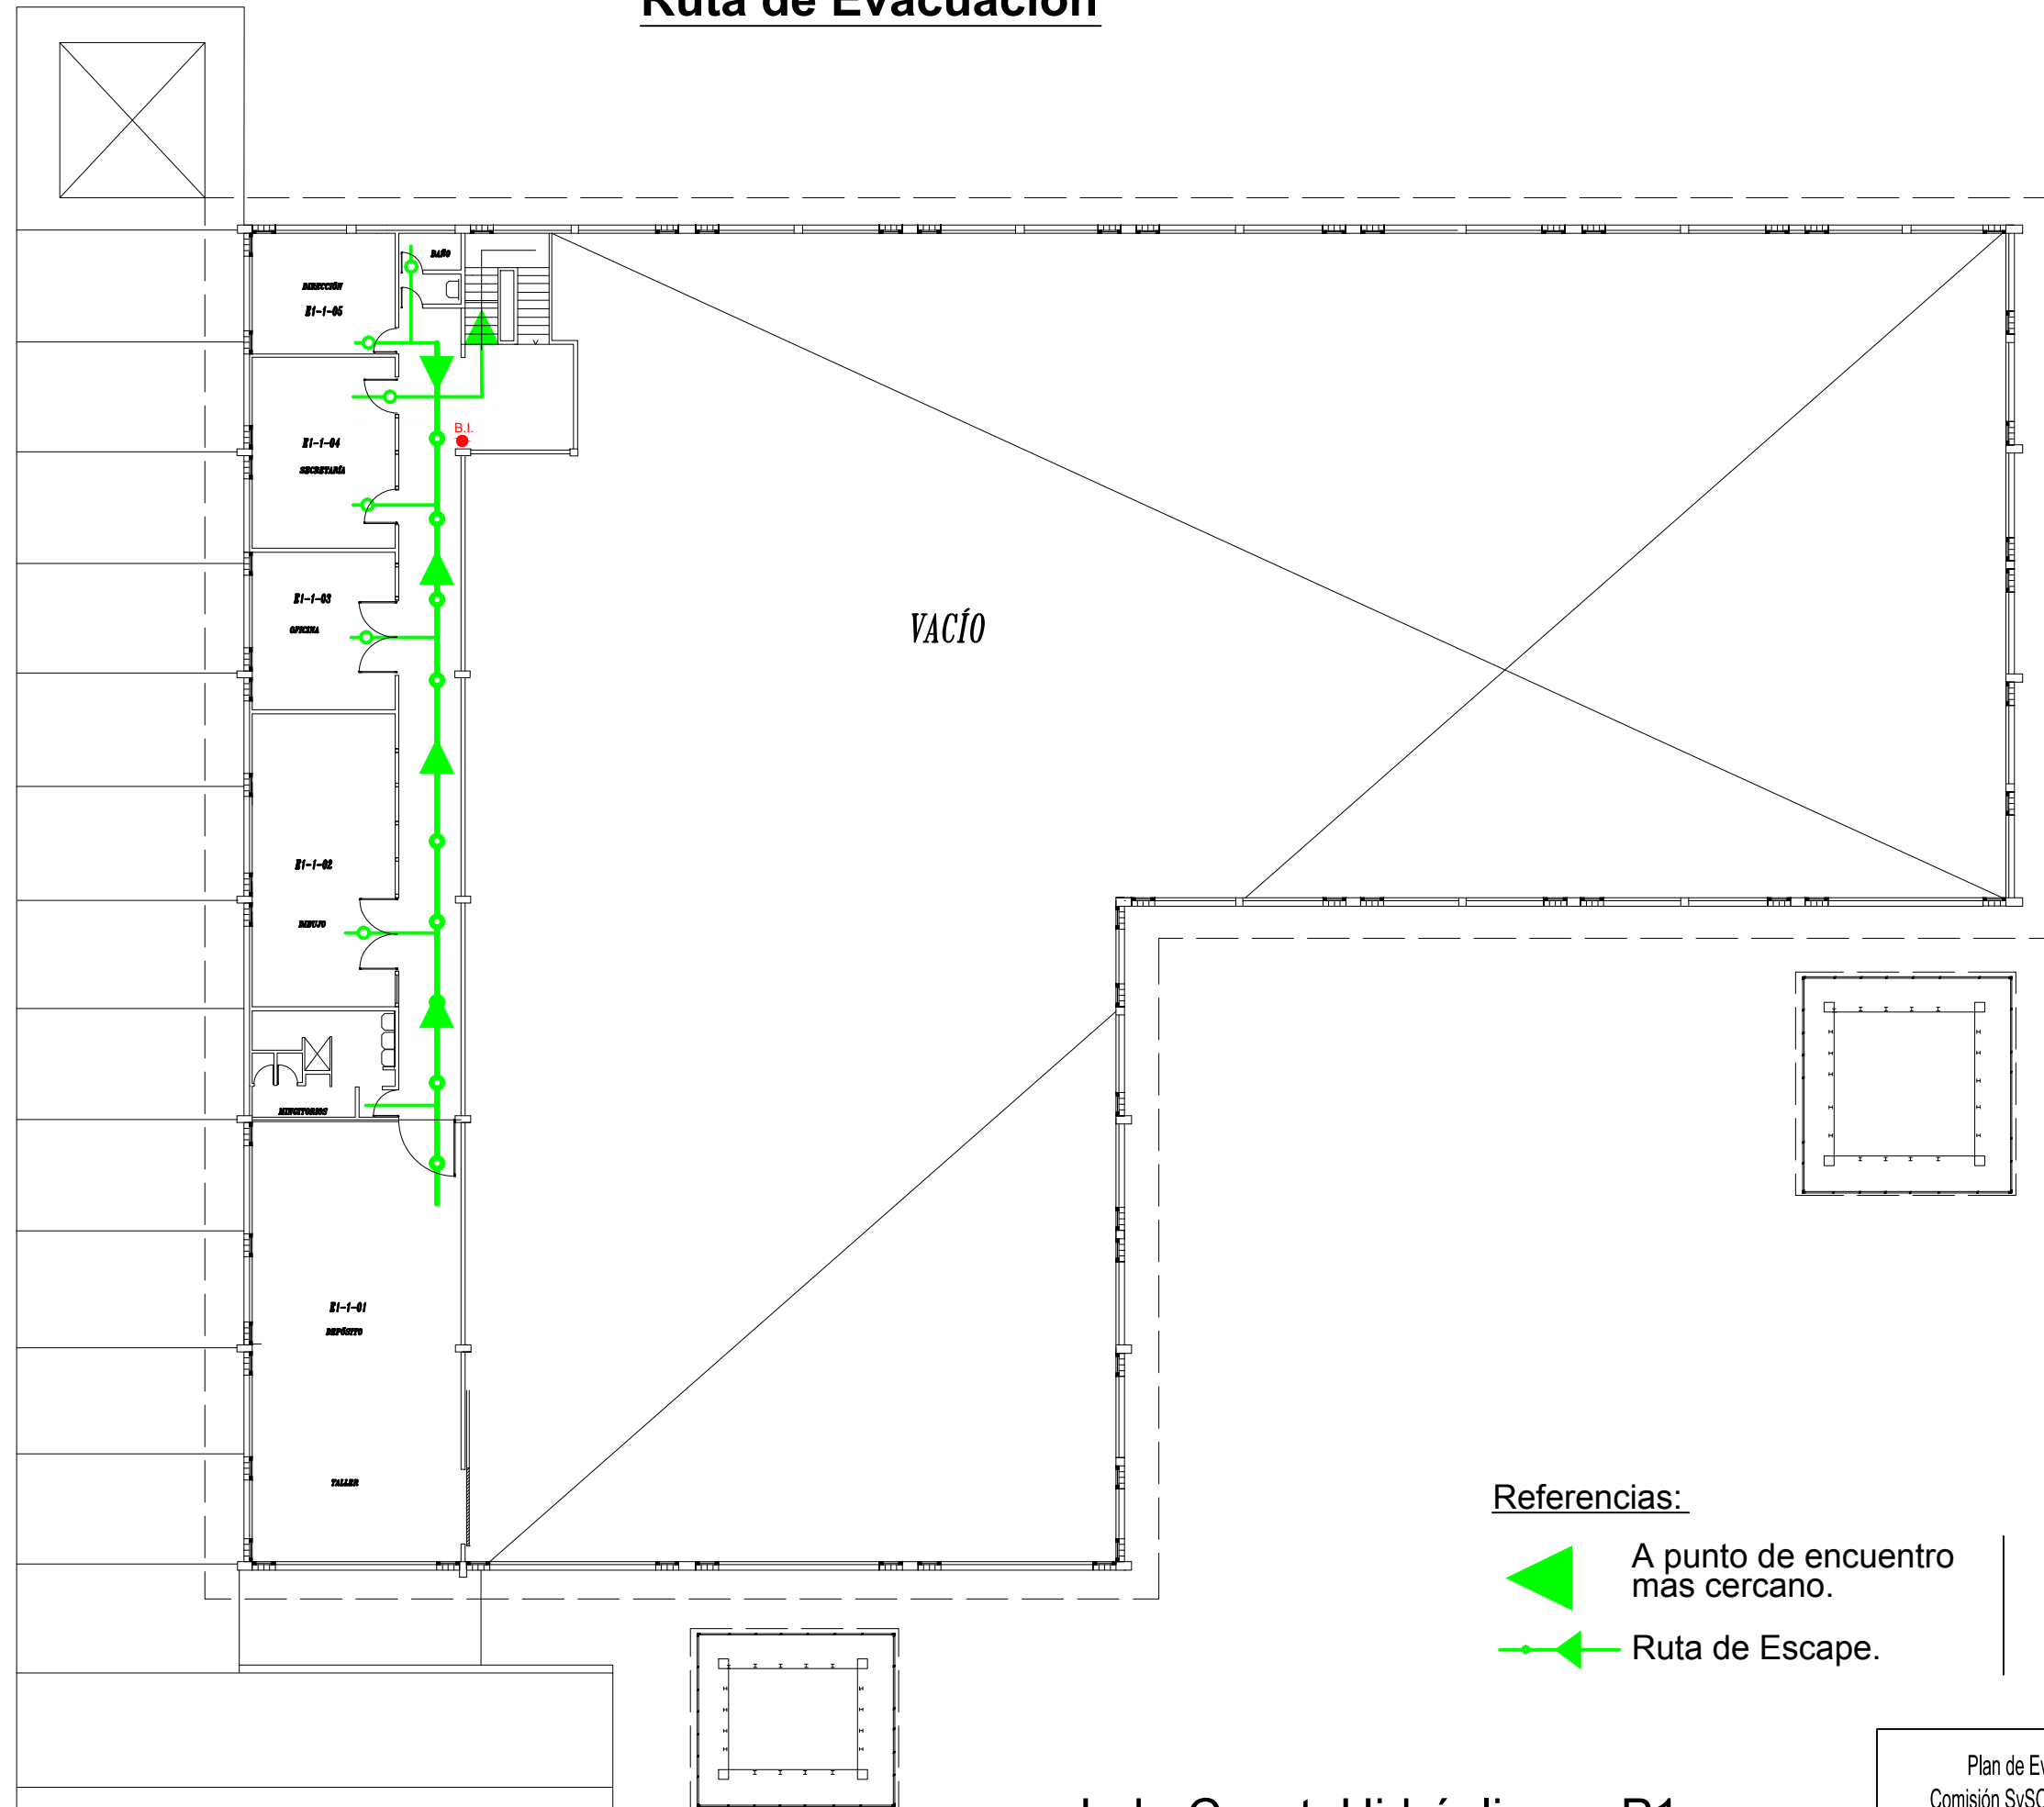 Ruta de Evacuación
BAÑO
DIRECCIÓN
E1-1-05
B.I.
E1-1-04
SECRETARÍA
E1-1-03
OFICINA
VACÍO
E1-1-02
DIBUJO
MINGITORIOS
E1-1-01
DEPÓSITO
TALLER
Referencias:
A punto de encuentro
mas cercano.
Ruta de Escape.
Plan de Ev
Comisión SySO